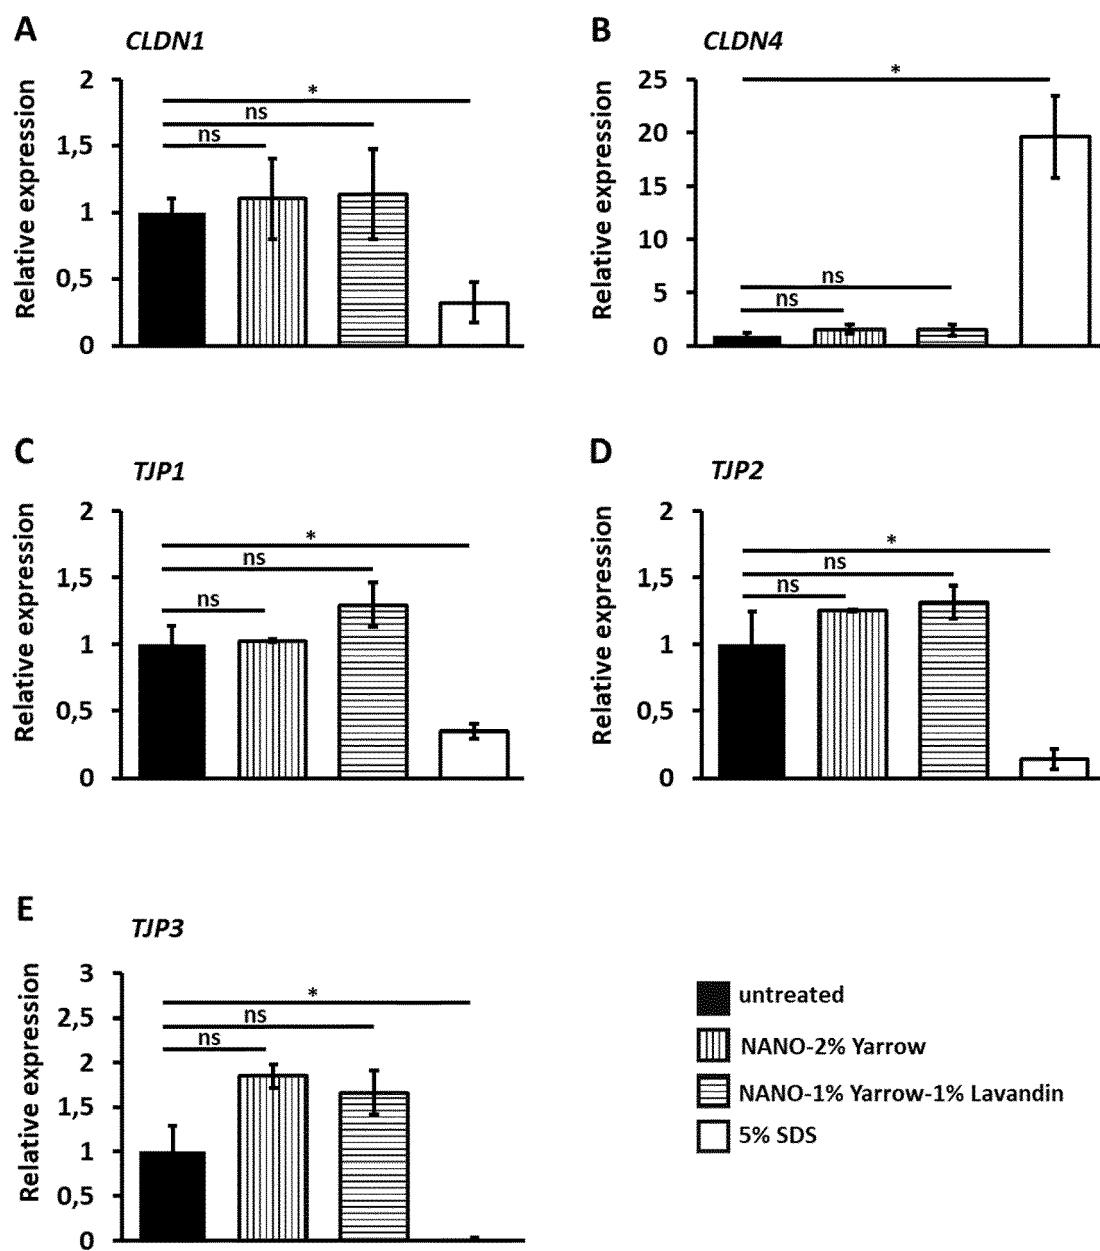 A
CLDN1
Relative expression
2
1,5
1
0,5
0
*
ns
ns
B
CLDN4
Relative expression
25
20
15
10
5
0
*
ns
ns
C
TJP1
Relative expression
2
1,5
1
0,5
0
*
ns
ns
D
TJP2
Relative expression
2
1,5
1
0,5
0
*
ns
ns
E
TJP3
Relative expression
3
2,5
2
1,5
1
0,5
0
*
ns
ns
untreated
NANO-2% Yarrow
NANO-1% Yarrow-1% Lavandin
5% SDS